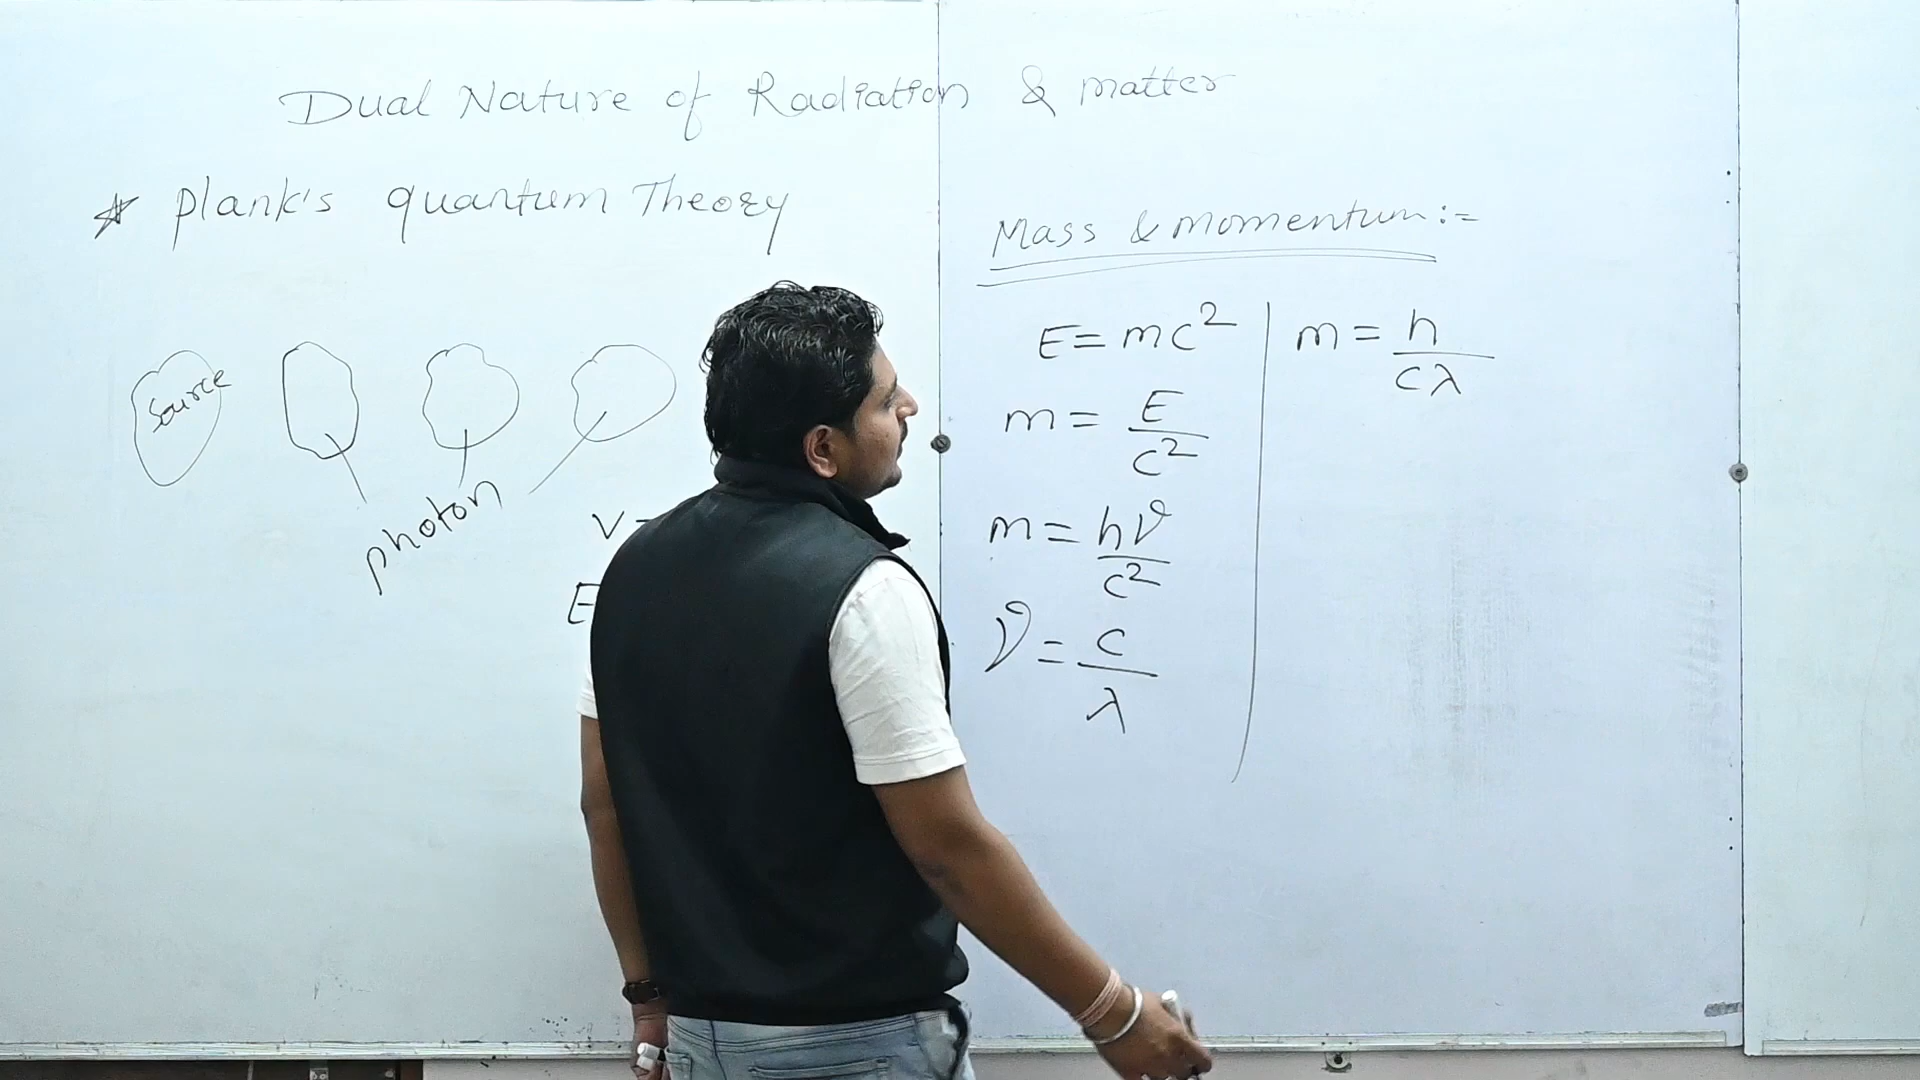 Dual Nature of Radiation & matter
* Plank's quantum Theory
Source
photon
ν
E
Mass & momentum :=
E = mc²
m = E/c²
m = hν/c²
ν = c/λ
m = h/cλ